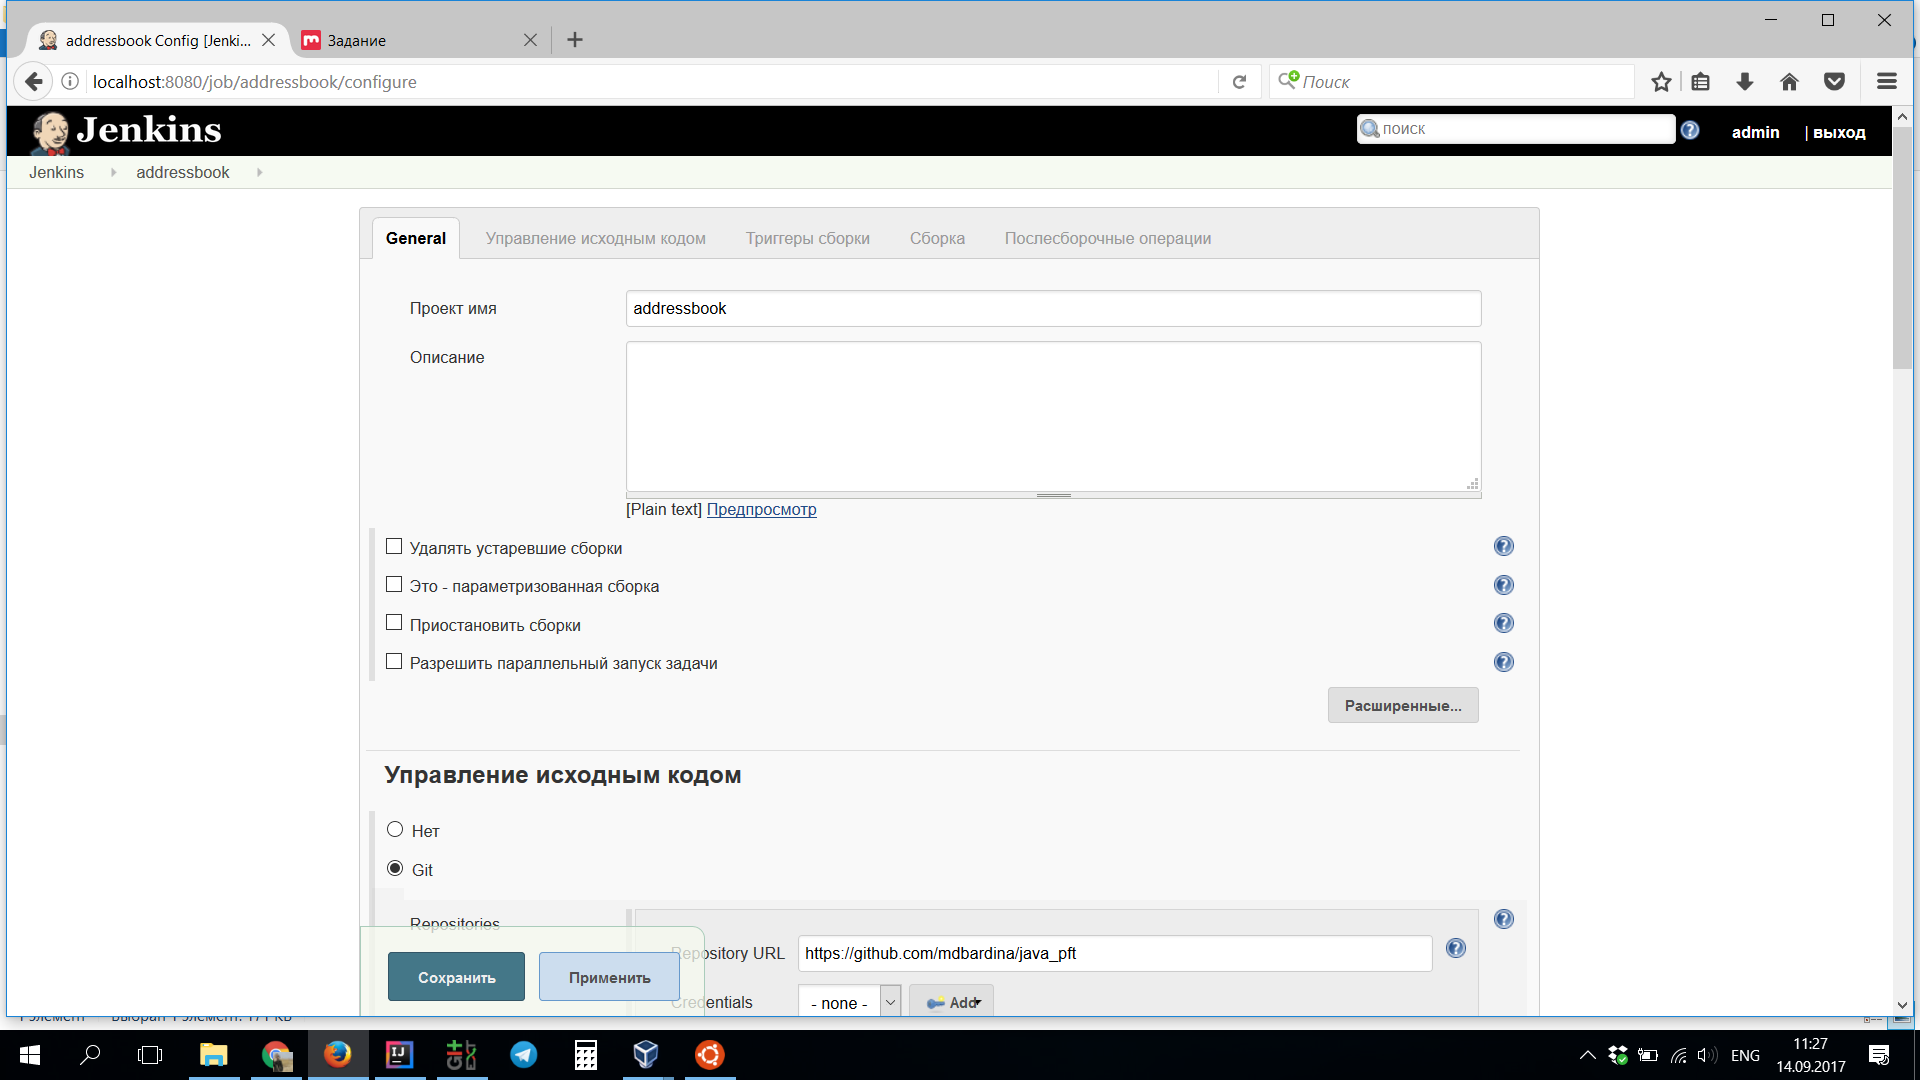 addressbook Config [Jenki...
Задание
localhost:8080/job/addressbook/configure
Поиск
Jenkins
поиск
admin
| выход
Jenkins
addressbook
General
Управление исходным кодом
Триггеры сборки
Сборка
Послесборочные операции
Проект имя
addressbook
Описание
[Plain text] Предпросмотр
Удалять устаревшие сборки
Это - параметризованная сборка
Приостановить сборки
Разрешить параллельный запуск задачи
Расширенные...
Управление исходным кодом
Нет
Git
Repositories
Repository URL
https://github.com/mdbardina/java_pft
Сохранить
Применить
Credentials
- none -
Add
ENG
11:27
14.09.2017